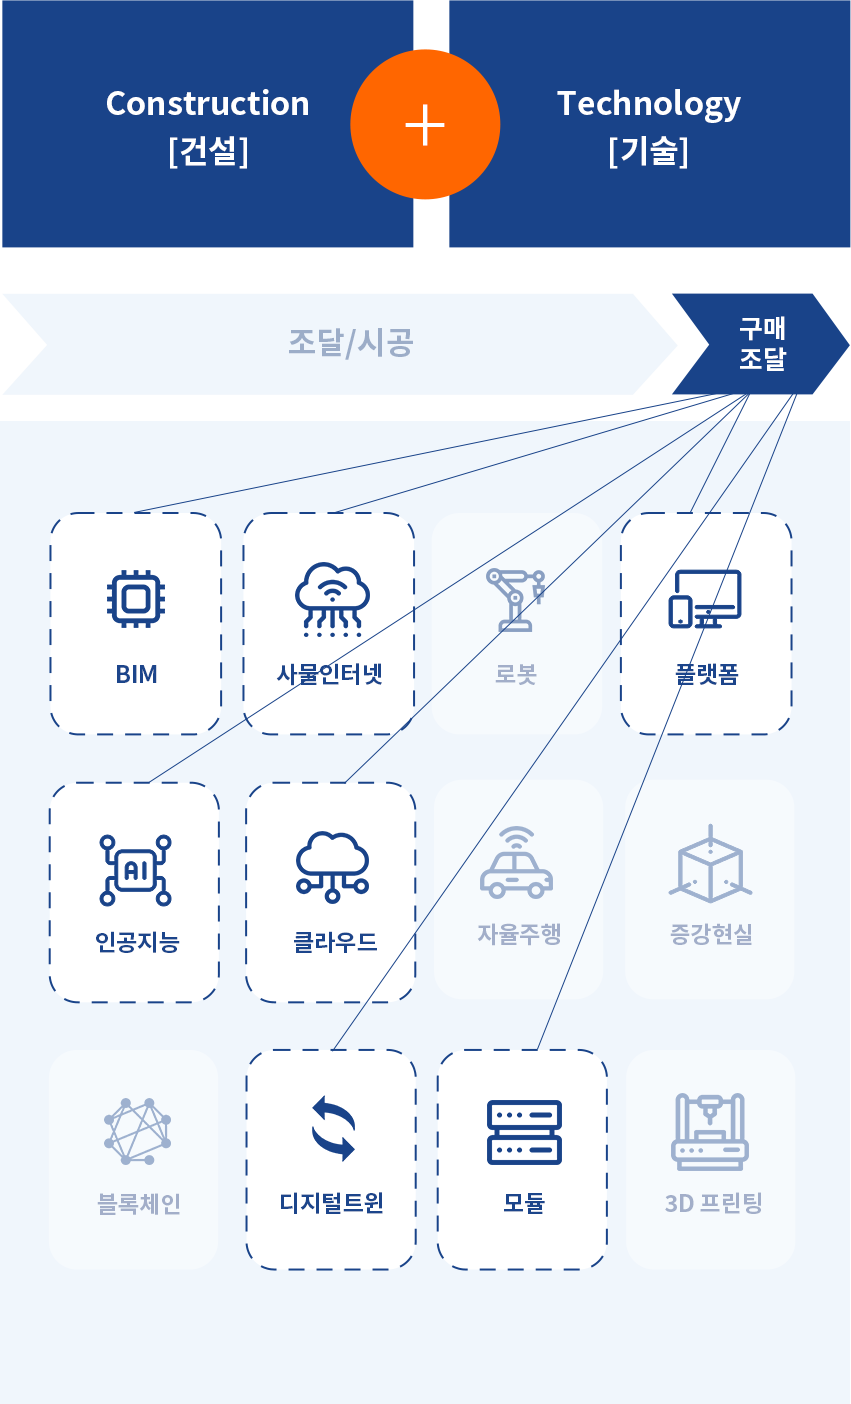 Construction
[건설]
Technology
[기술]
조달/시공
구매
조달
BIM
사물인터넷
로봇
플랫폼
AI
인공지능
클라우드
자율주행
증강현실
블록체인
디지털트윈
모듈
3D 프린팅